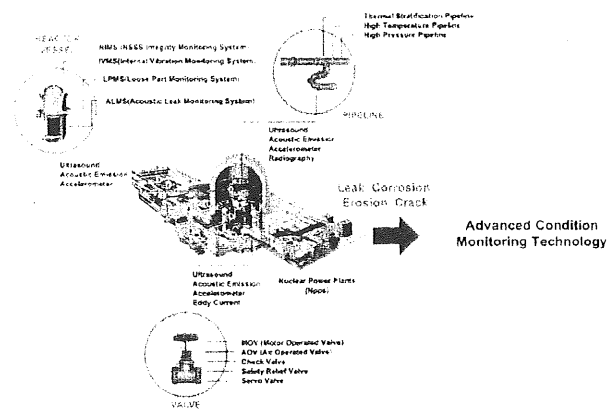 Thermal Stratification Pipeline
High Temperature Pipeline
High Pressure Pipeline
REACTOR
VESSEL
NIMS (NSSS Integrity Monitoring System)
IVMS(Internal Vibration Monitoring System)
LPMS(Loose Part Monitoring System)
ALMS(Acoustic Leak Monitoring System)
PIPELINE
Ultrasound
Acoustic Emission
Accelerometer
Radiography
Ultrasound
Acoustic Emission
Accelerometer
Leak Corrosion
Erosion Crack
Advanced Condition
Monitoring Technology
Ultrasound
Acoustic Emission
Accelerometer
Eddy Current
Nuclear Power Plants
(Npps)
MOV (Motor Operated Valve)
AOV (Air Operated Valve)
Check Valve
Safety Relief Valve
Servo Valve
VALVE